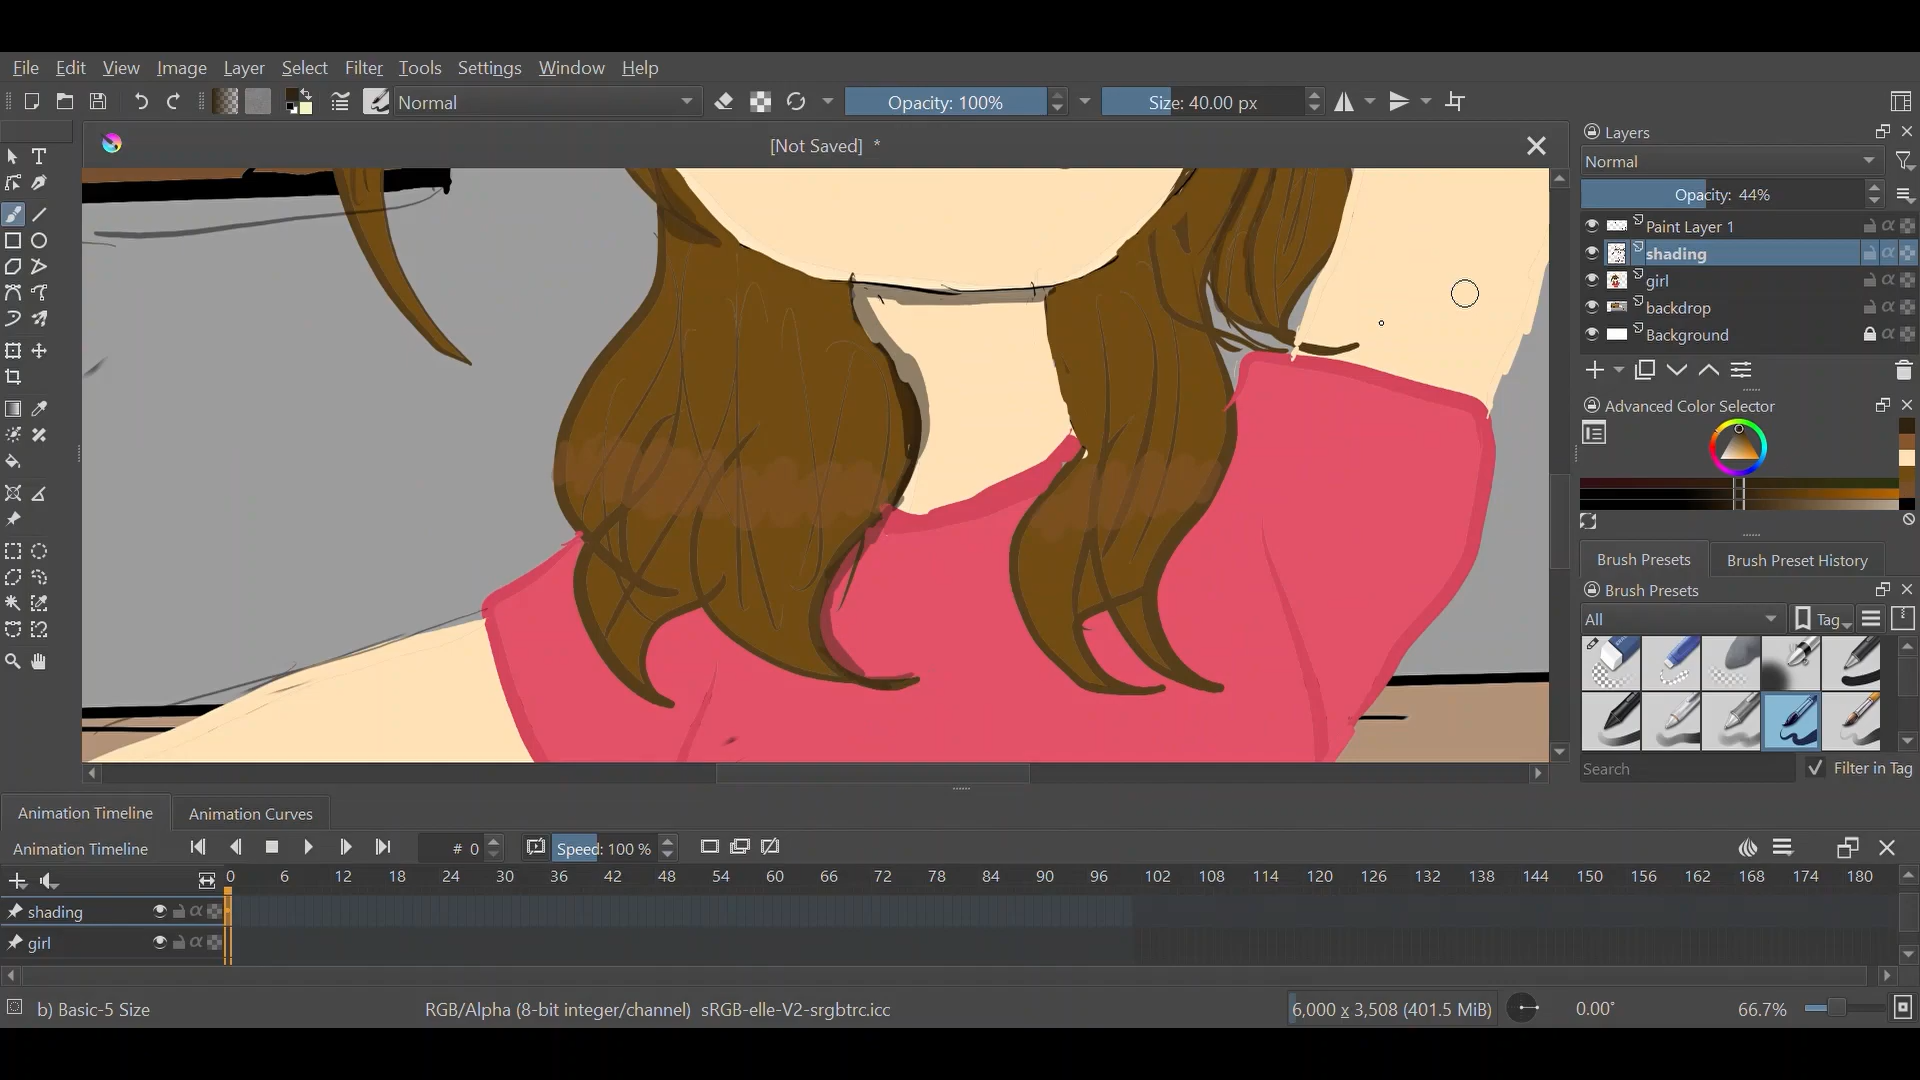 File Edit View Image Layer Select Filter Tools Settings Window Help
Normal Opacity: 100% Size: 40.00 px
[Not Saved] *
Layers
Normal
Opacity: 44%
Paint Layer 1
shading
girl
backdrop
Background
Advanced Color Selector
Brush Presets Brush Preset History
Brush Presets
All Tag
Search Filter in Tag
Animation Timeline Animation Curves
Animation Timeline # 0 Speed: 100 %
0 6 12 18 24 30 36 42 48 54 60 66 72 78 84 90 96 102 108 114 120 126 132 138 144 150 156 162 168 174 180
shading
girl
b) Basic-5 Size RGB/Alpha (8-bit integer/channel) sRGB-elle-V2-srgbtrc.icc 6,000 x 3,508 (401.5 MiB) 0.00° 66.7%